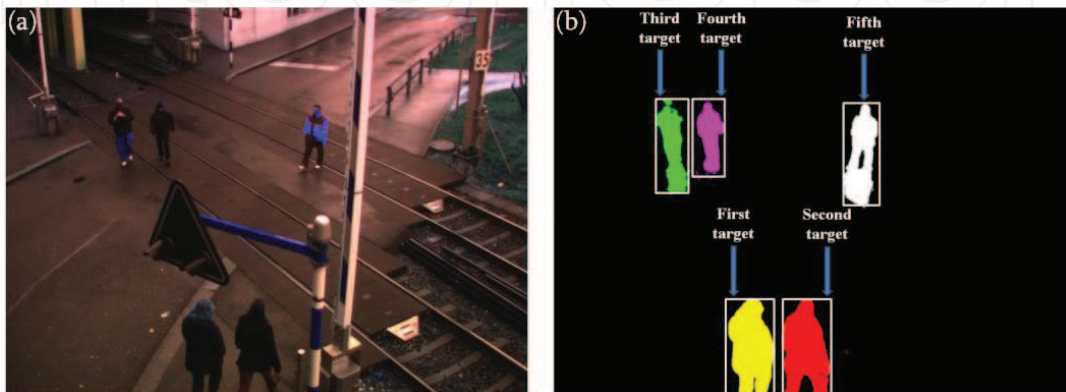 (a)
35
(b)
Third
target
Fourth
target
Fifth
target
First
target
Second
target